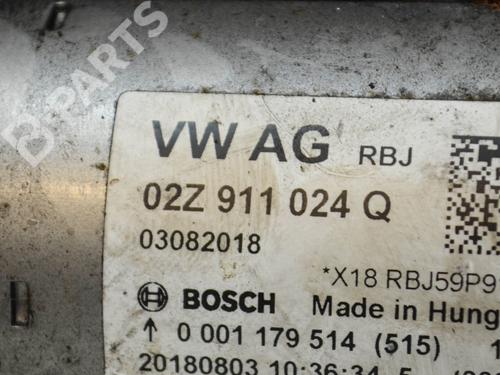 B-PARTS
VW AG RBJ
02Z 911 024 Q
03082018
*X18 RBJ59P9
BOSCH Made in Hung
↑ 0 001 179 514 (515) 1
20180803 10:36:34 5